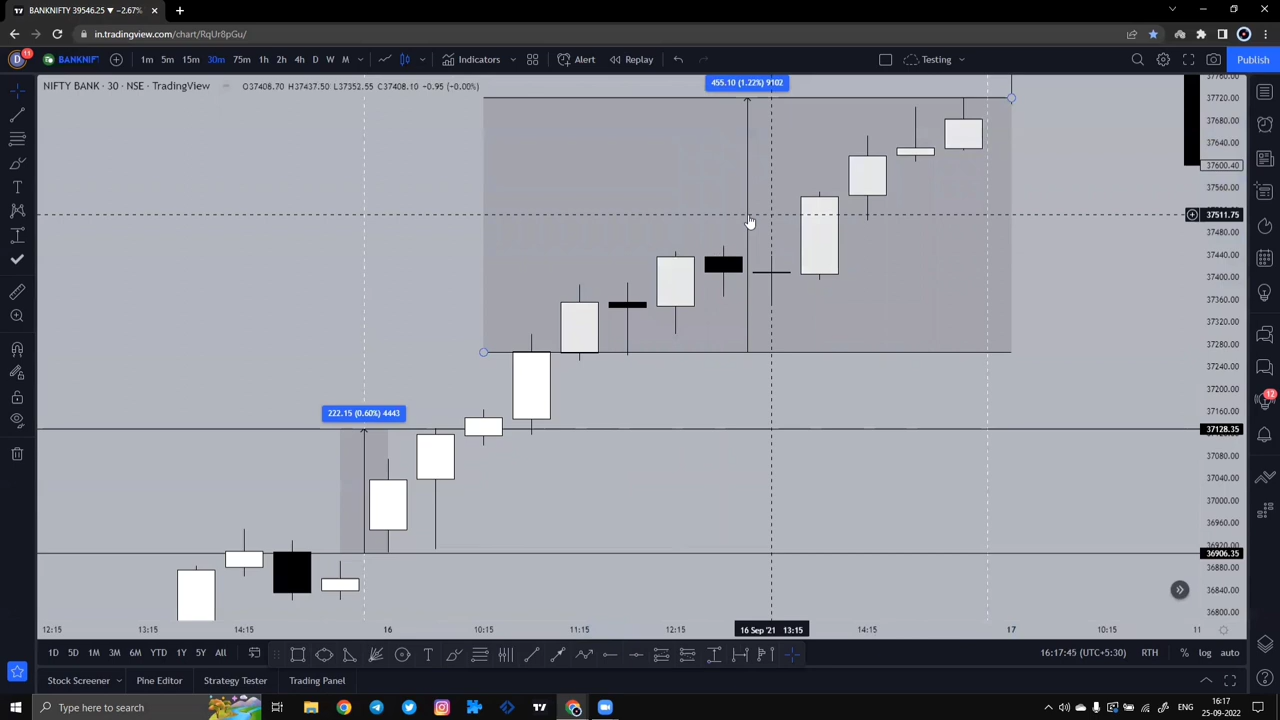 BANKNIFTY 39546.25 ▼ −2.67%
in.tradingview.com/chart/RqUr8pGy/
D 11 BANKNIFT 1m 5m 15m 30m 75m 1h 2h 4h D W M Indicators Alert Replay Testing Publish
NIFTY BANK · 30 · NSE · TradingView O37408.70 H37437.50 L37352.55 C37408.10 −0.95 (−0.00%)
455.10 (1.22%) 9102
37760.00
37720.00
37680.00
37640.00
37600.40
37560.00
37511.75
37480.00
37440.00
37400.00
37360.00
37320.00
37280.00
37240.00
37200.00
37160.00
222.15 (0.60%) 4443
37128.35
37080.00
37040.00
37000.00
36960.00
36920.00
36906.35
36880.00
36840.00
36800.00
12
12:15 13:15 14:15 16 10:15 11:15 12:15 16 Sep '21 13:15 14:15 17 10:15 11
1D 5D 1M 3M 6M YTD 1Y 5Y All 16:17:45 (UTC+5:30) RTH % log auto
Stock Screener Pine Editor Strategy Tester Trading Panel
Type here to search
16:17
25-09-2022